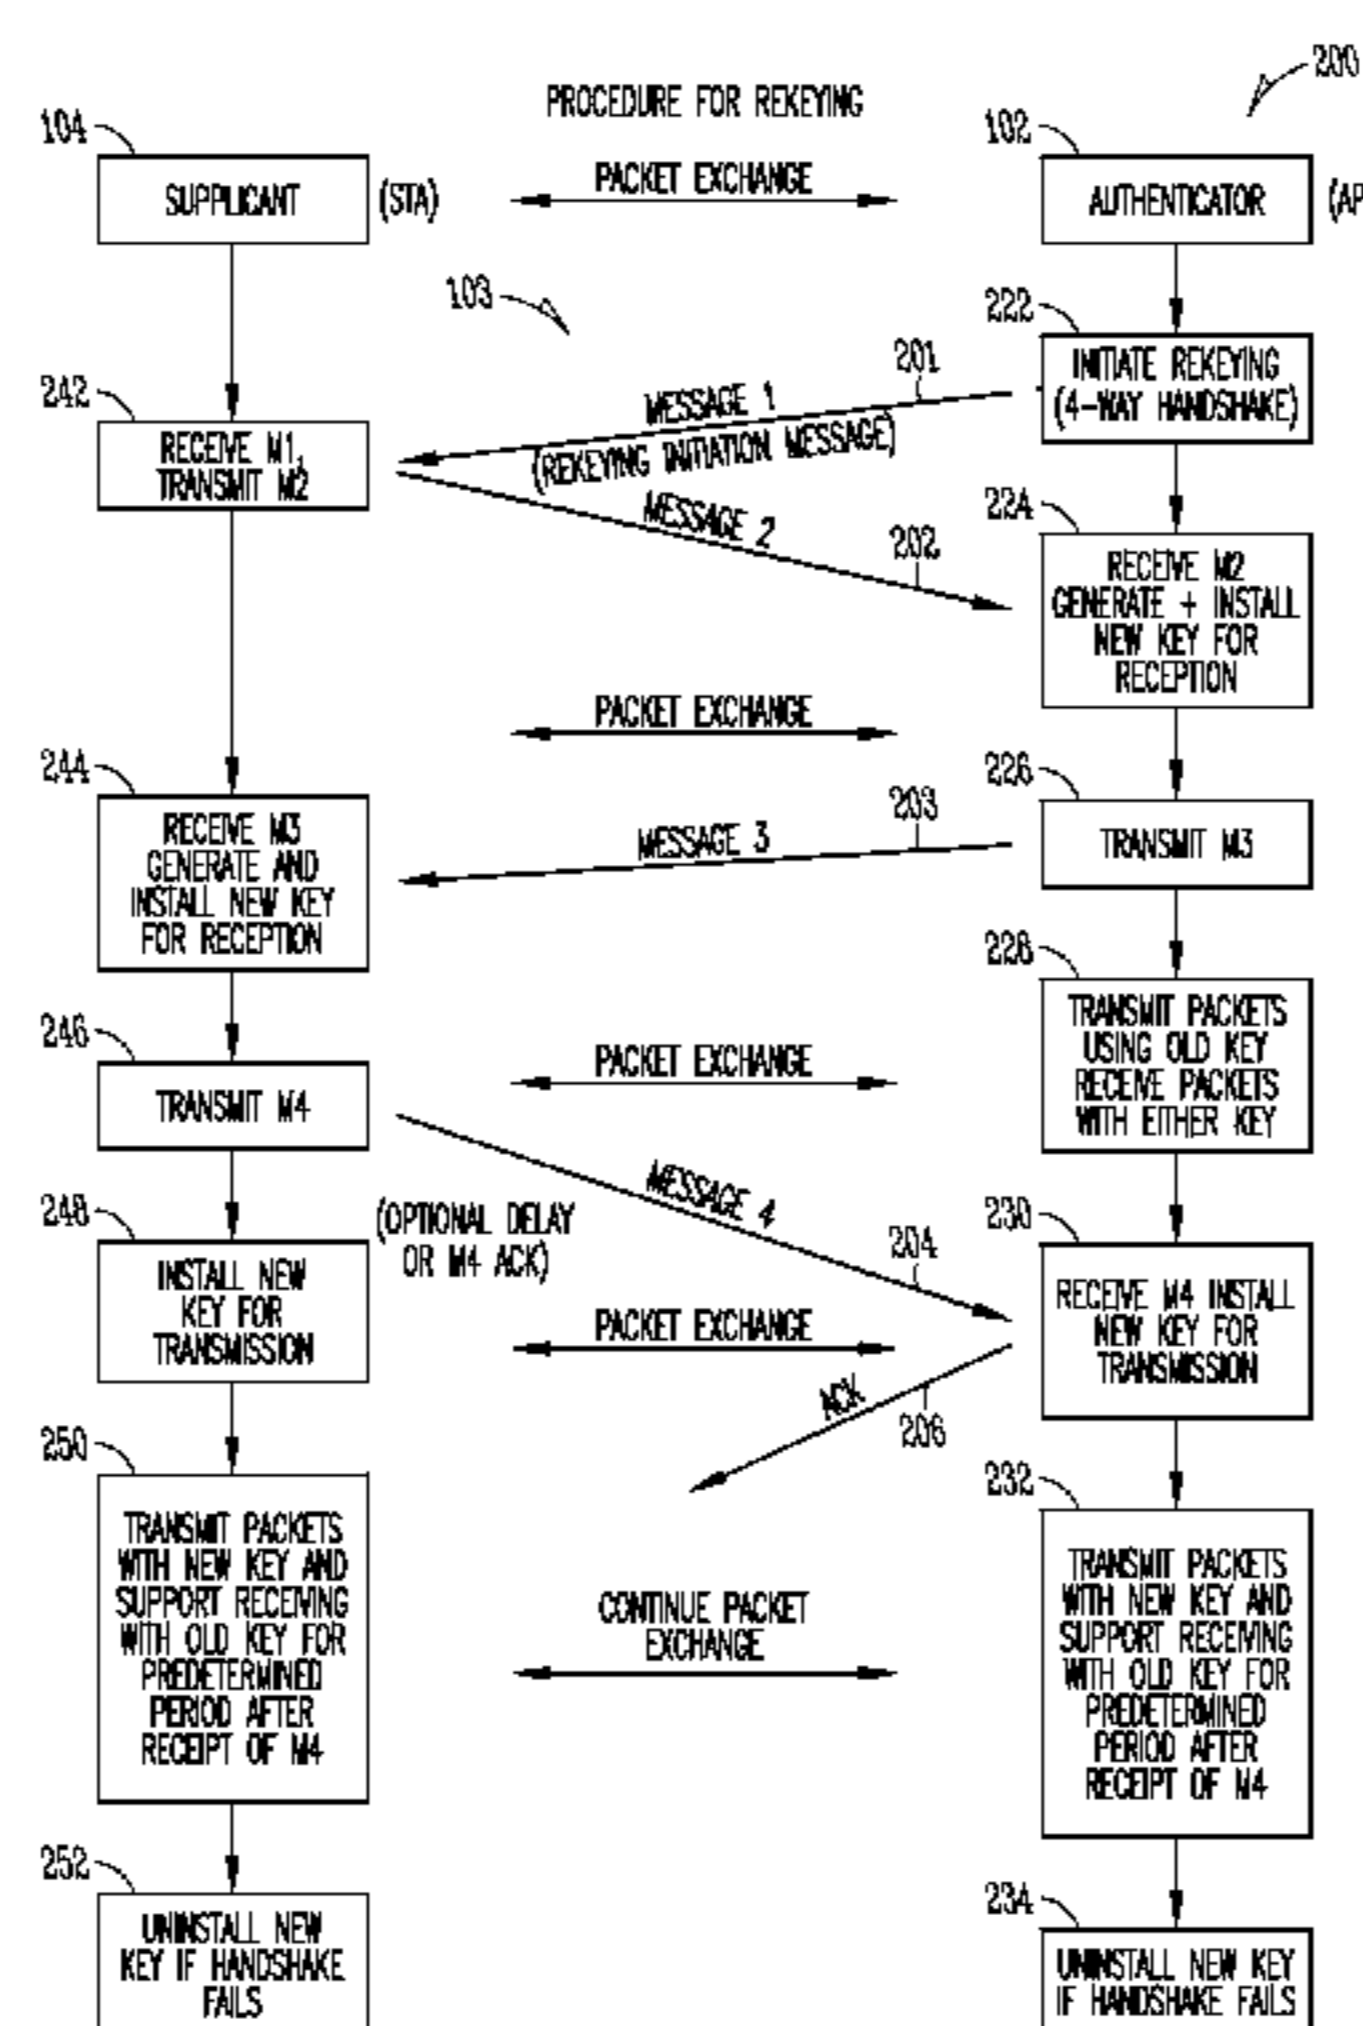 200
PROCEDURE FOR REKEYING
104
102
SUPPLICANT
(STA)
PACKET EXCHANGE
AUTHENTICATOR
(AP
103
222
201
INITIATE REKEYING
(4-WAY HANDSHAKE)
242
MESSAGE 1
(REKEYING INITIATION MESSAGE)
RECEIVE M1,
TRANSMIT M2
MESSAGE 2
202
224
RECEIVE M2
GENERATE + INSTALL
NEW KEY FOR
RECEPTION
PACKET EXCHANGE
244
226
203
RECEIVE M3
GENERATE AND
INSTALL NEW KEY
FOR RECEPTION
MESSAGE 3
TRANSMIT M3
228
246
TRANSMIT PACKETS
USING OLD KEY
RECEIVE PACKETS
WITH EITHER KEY
PACKET EXCHANGE
TRANSMIT M4
248
MESSAGE 4
(OPTIONAL DELAY
OR M4 ACK)
204
230
INSTALL NEW
KEY FOR
TRANSMISSION
RECEIVE M4 INSTALL
NEW KEY FOR
TRANSMISSION
PACKET EXCHANGE
ACK
206
250
232
TRANSMIT PACKETS
WITH NEW KEY AND
SUPPORT RECEIVING
WITH OLD KEY FOR
PREDETERMINED
PERIOD AFTER
RECEIPT OF M4
CONTINUE PACKET
EXCHANGE
TRANSMIT PACKETS
WITH NEW KEY AND
SUPPORT RECEIVING
WITH OLD KEY FOR
PREDETERMINED
PERIOD AFTER
RECEIPT OF M4
252
234
UNINSTALL NEW
KEY IF HANDSHAKE
FAILS
UNINSTALL NEW KEY
IF HANDSHAKE FAILS